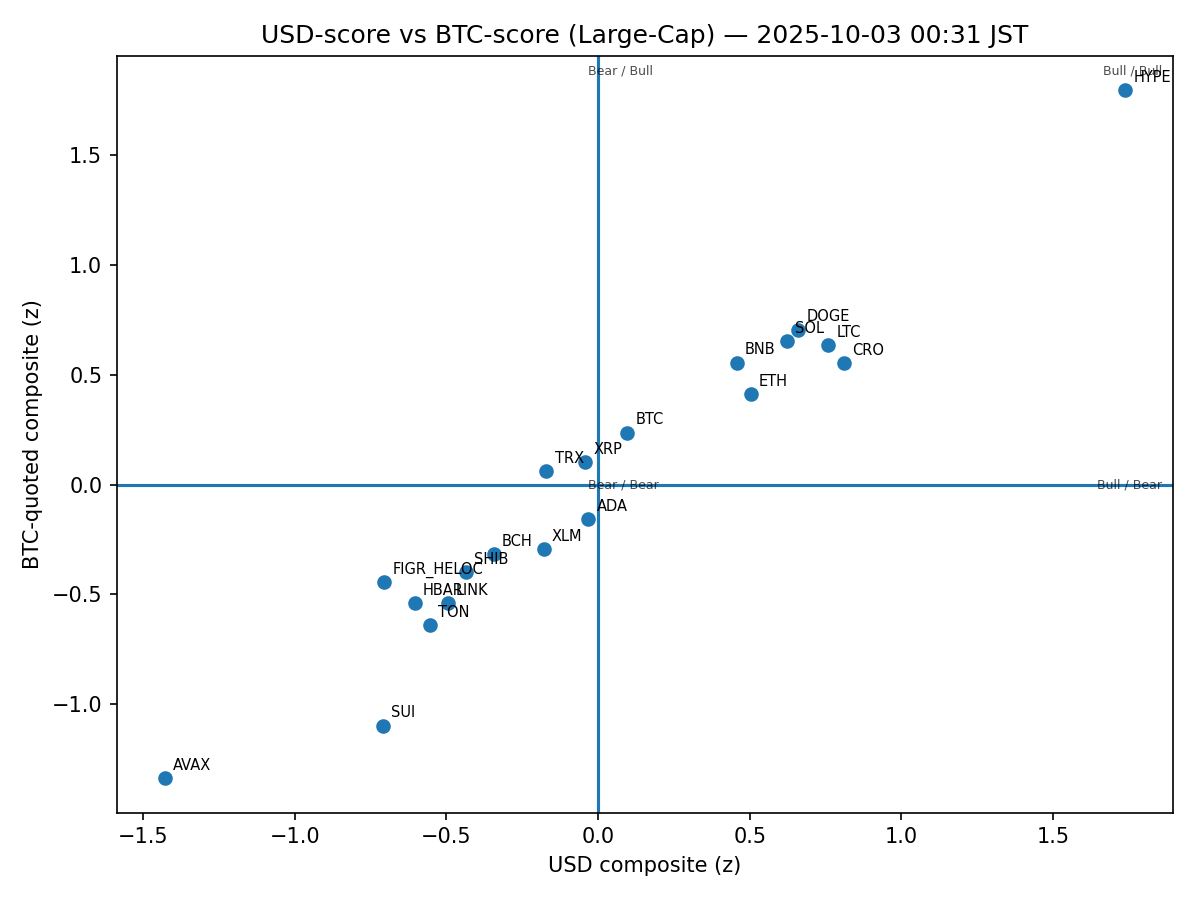 USD-score vs BTC-score (Large-Cap) — 2025-10-03 00:31 JST
Bear / Bull
Bull / Bull
HYPE
1.5
1.0
DOGE
SOL
LTC
BNB
CRO
0.5
ETH
BTC
XRP
TRX
0.0
Bear / Bear
Bull / Bear
ADA
XLM
BCH
SHIB
FIGR_HELOC
−0.5
HBAR
LINK
TON
−1.0
SUI
AVAX
BTC-quoted composite (z)
−1.5
−1.0
−0.5
0.0
0.5
1.0
1.5
USD composite (z)